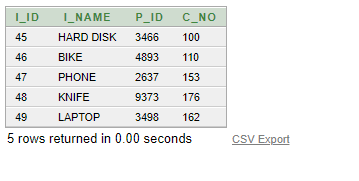 I_ID I_NAME P_ID C_NO
45 HARD DISK 3466 100
46 BIKE 4893 110
47 PHONE 2637 153
48 KNIFE 9373 176
49 LAPTOP 3498 162
5 rows returned in 0.00 seconds CSV Export